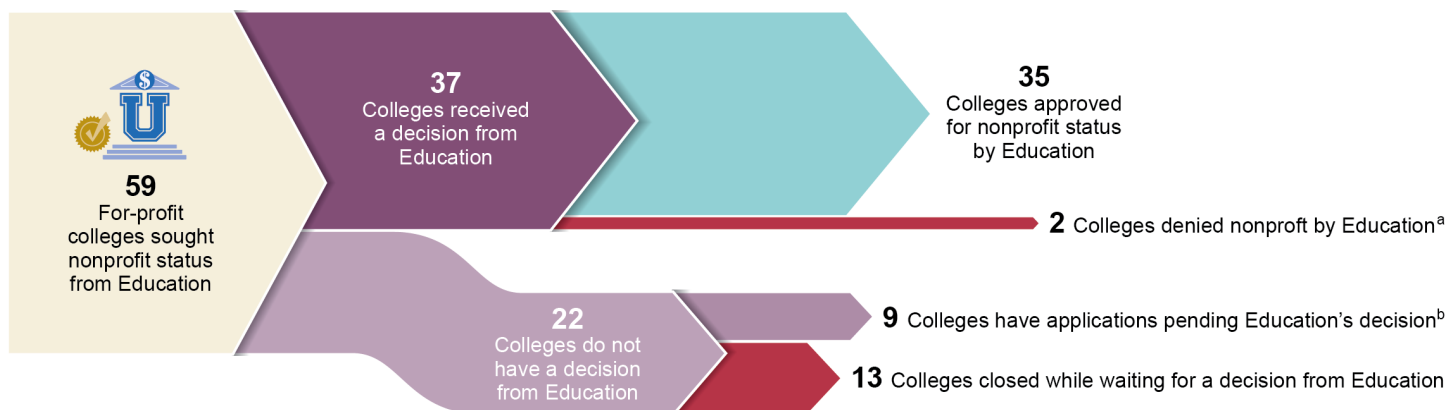 $
U
59
For-profit
colleges sought
nonprofit status
from Education
37
Colleges received
a decision from
Education
35
Colleges approved
for nonprofit status
by Education
2 Colleges denied nonproft by Education^a
22
Colleges do not
have a decision
from Education
9 Colleges have applications pending Education’s decision^b
13 Colleges closed while waiting for a decision from Education